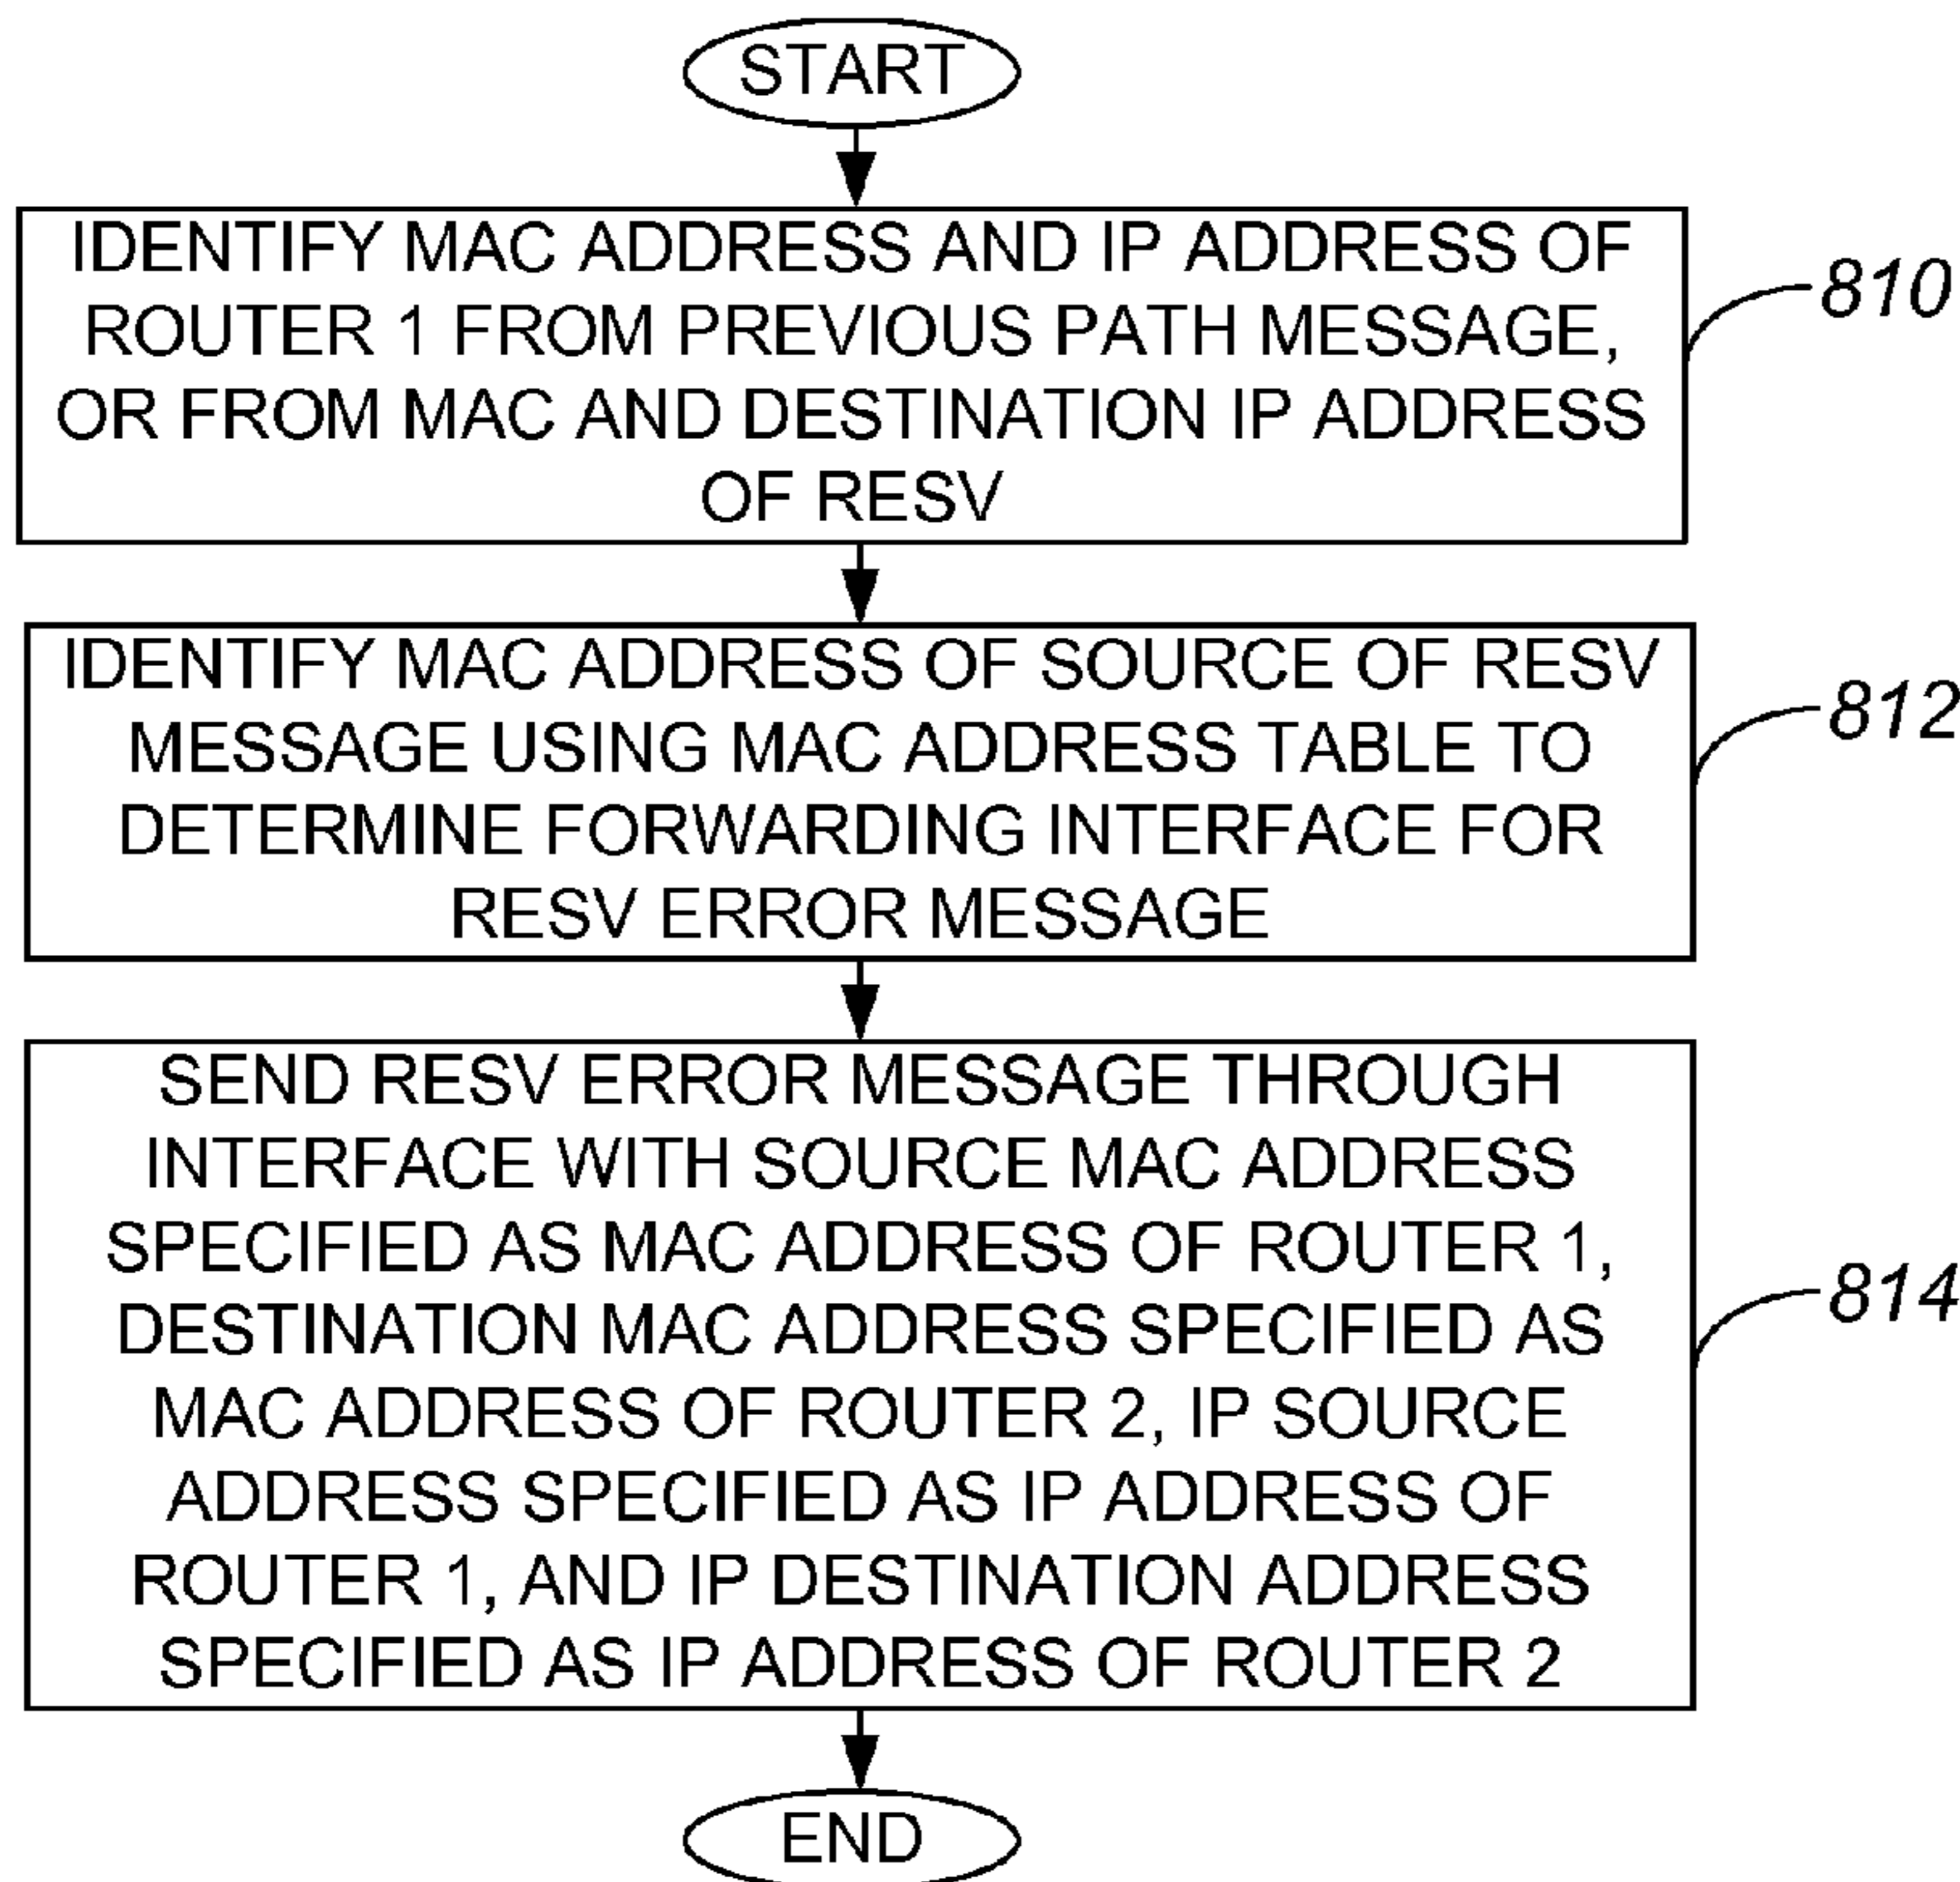 START
IDENTIFY MAC ADDRESS AND IP ADDRESS OF
ROUTER 1 FROM PREVIOUS PATH MESSAGE,
OR FROM MAC AND DESTINATION IP ADDRESS
OF RESV
810
IDENTIFY MAC ADDRESS OF SOURCE OF RESV
MESSAGE USING MAC ADDRESS TABLE TO
DETERMINE FORWARDING INTERFACE FOR
RESV ERROR MESSAGE
812
SEND RESV ERROR MESSAGE THROUGH
INTERFACE WITH SOURCE MAC ADDRESS
SPECIFIED AS MAC ADDRESS OF ROUTER 1,
DESTINATION MAC ADDRESS SPECIFIED AS
MAC ADDRESS OF ROUTER 2, IP SOURCE
ADDRESS SPECIFIED AS IP ADDRESS OF
ROUTER 1, AND IP DESTINATION ADDRESS
SPECIFIED AS IP ADDRESS OF ROUTER 2
814
END